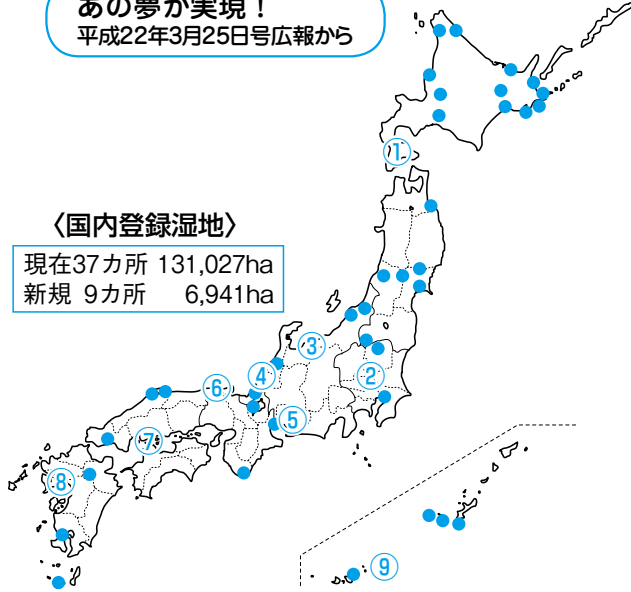 あの夢が実現！
平成22年3月25日号広報から
〈国内登録湿地〉
現在37カ所 131,027ha
新規 9カ所 6,941ha
①
③
②
④
⑥
⑤
⑦
⑧
⑨